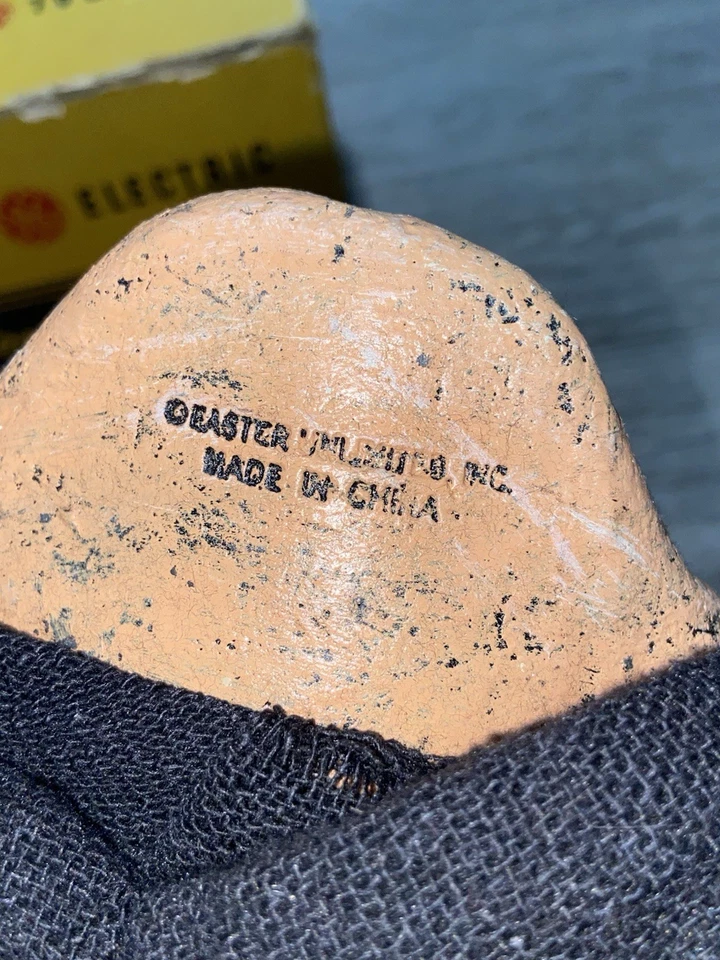 ELECTRIC
©EASTER UNLIMITED, INC.
MADE IN CHINA